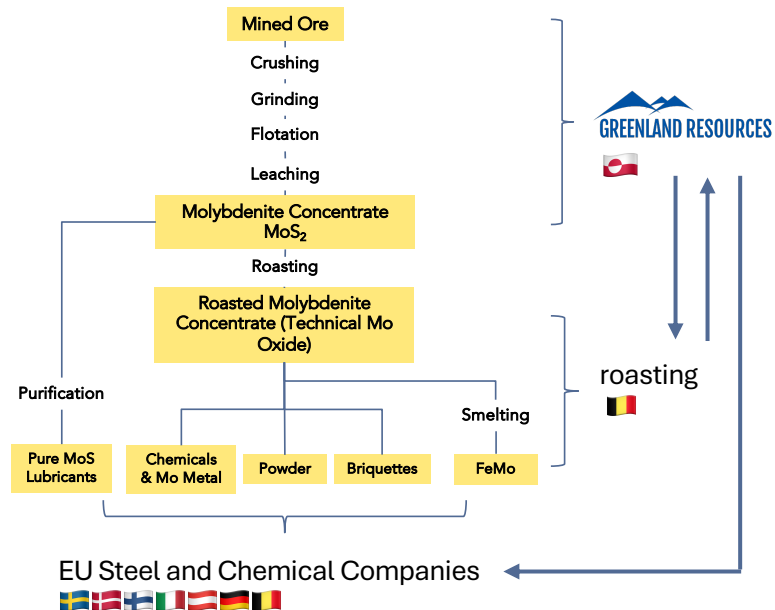 Mined Ore
Crushing
Grinding
Flotation
Leaching
GREENLAND RESOURCES
Molybdenite Concentrate
MoS₂
Roasting
Roasted Molybdenite
Concentrate (Technical Mo
Oxide)
roasting
Purification
Smelting
Pure MoS
Lubricants
Chemicals
& Mo Metal
Powder
Briquettes
FeMo
EU Steel and Chemical Companies